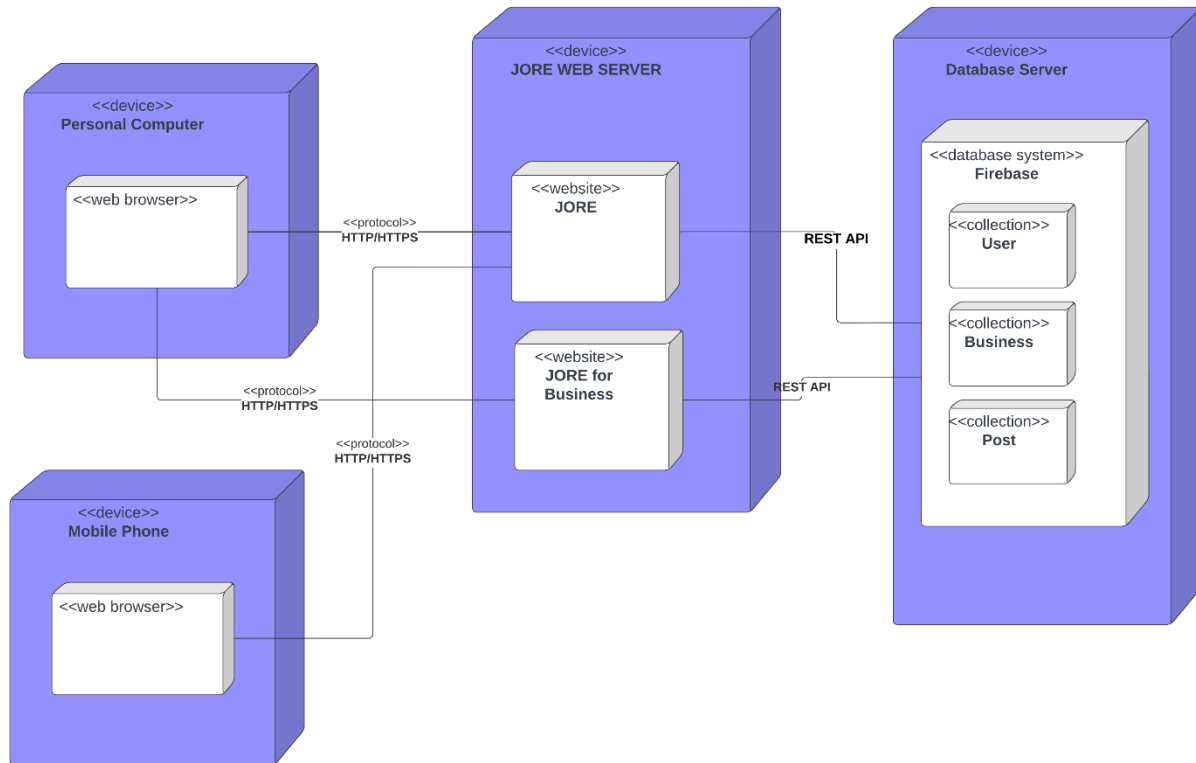 <<device>>
Personal Computer
<<web browser>>
<<protocol>>
HTTP/HTTPS
<<protocol>>
HTTP/HTTPS
<<protocol>>
HTTP/HTTPS
<<device>>
Mobile Phone
<<web browser>>
<<device>>
JORE WEB SERVER
<<website>>
JORE
<<website>>
JORE for
Business
REST API
REST API
<<device>>
Database Server
<<database system>>
Firebase
<<collection>>
User
<<collection>>
Business
<<collection>>
Post